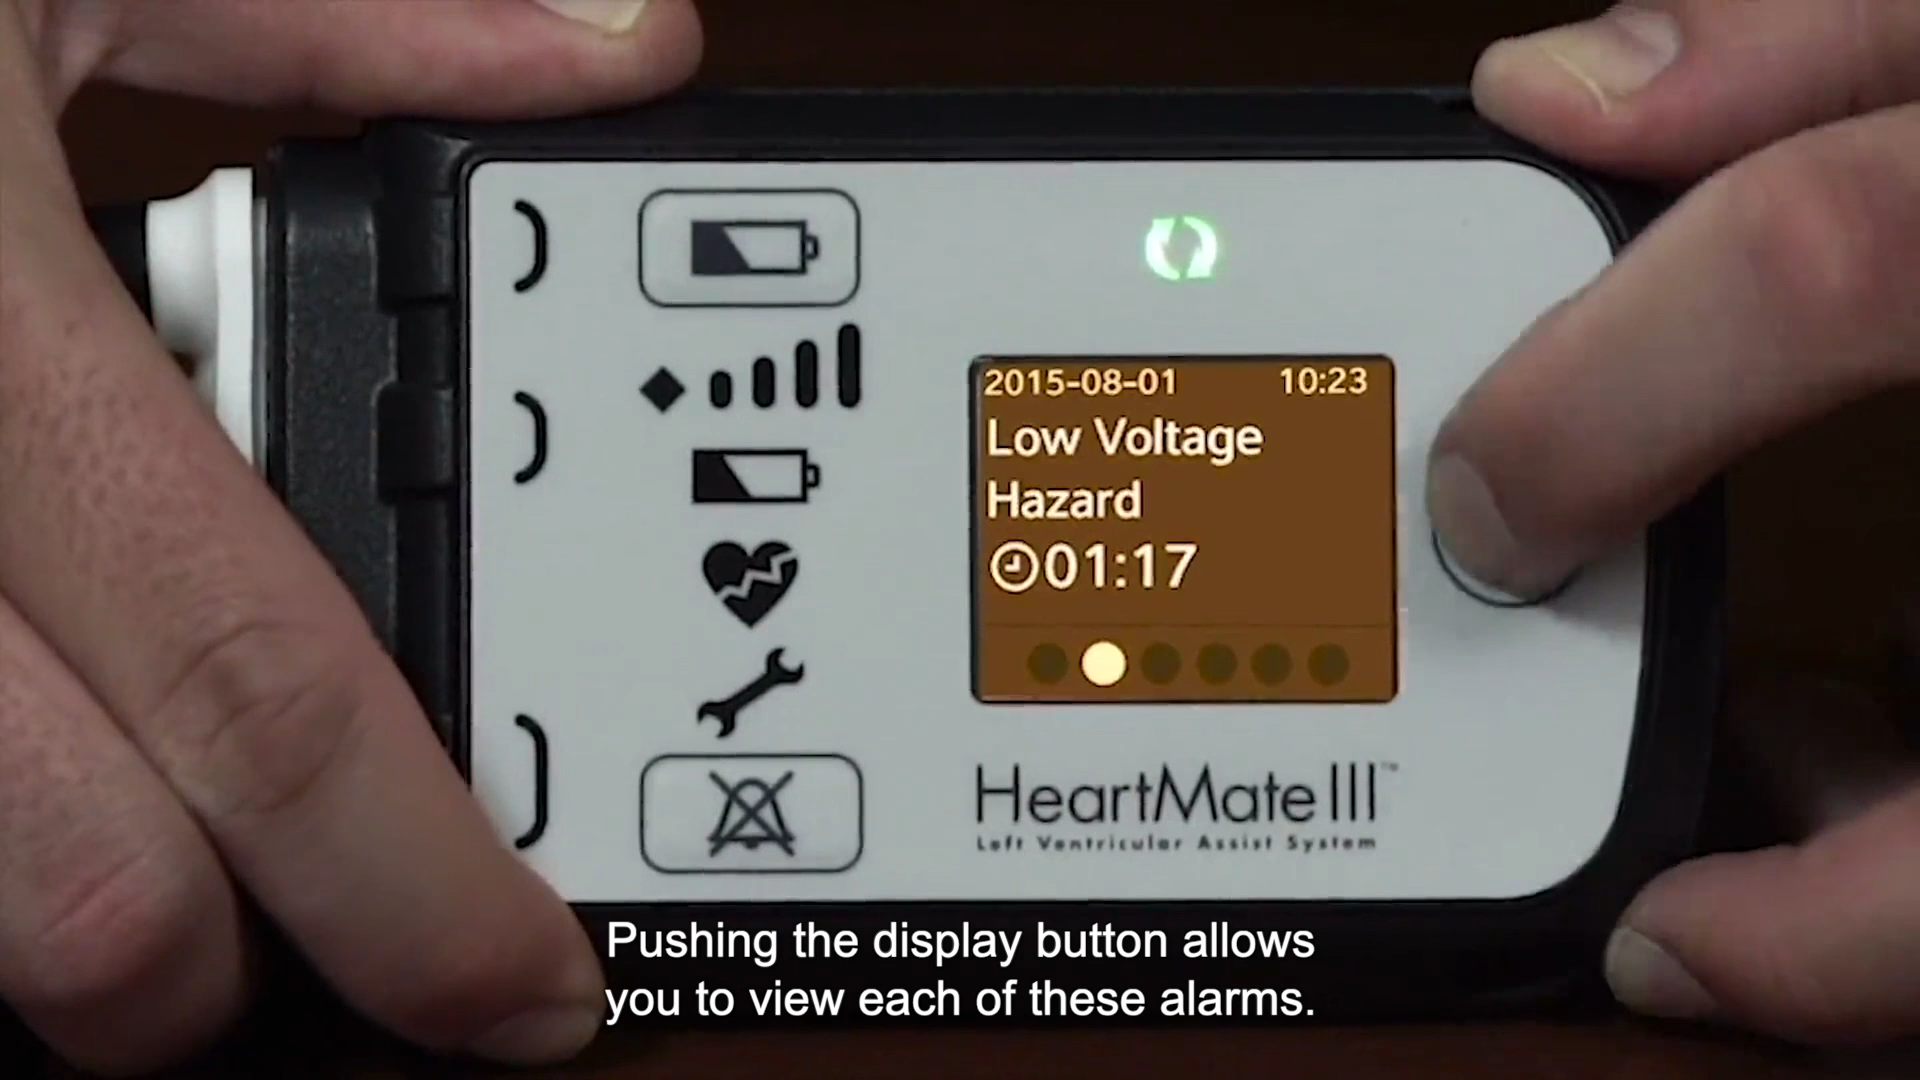 2015-08-01 10:23
Low Voltage
Hazard
01:17
HeartMate III™
Left Ventricular Assist System
Pushing the display button allows
you to view each of these alarms.